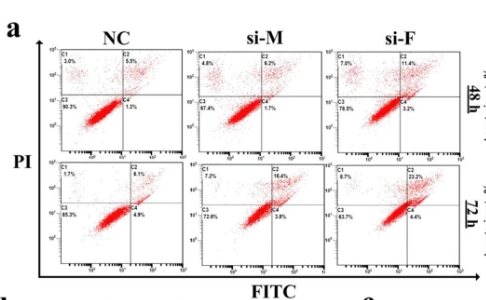 a
NC si-M si-F
C1 3.0% C2 5.5% C3 90.3% C4 1.2%
C1 4.8% C2 6.2% C3 87.4% C4 1.7%
C1 7.0% C2 11.4% C3 78.5% C4 3.2%
48 h
PI
C1 1.7% C2 8.1% C3 85.3% C4 4.9%
C1 7.2% C2 16.4% C3 72.6% C4 3.8%
C1 8.7% C2 23.2% C3 63.7% C4 4.4%
72 h
FITC